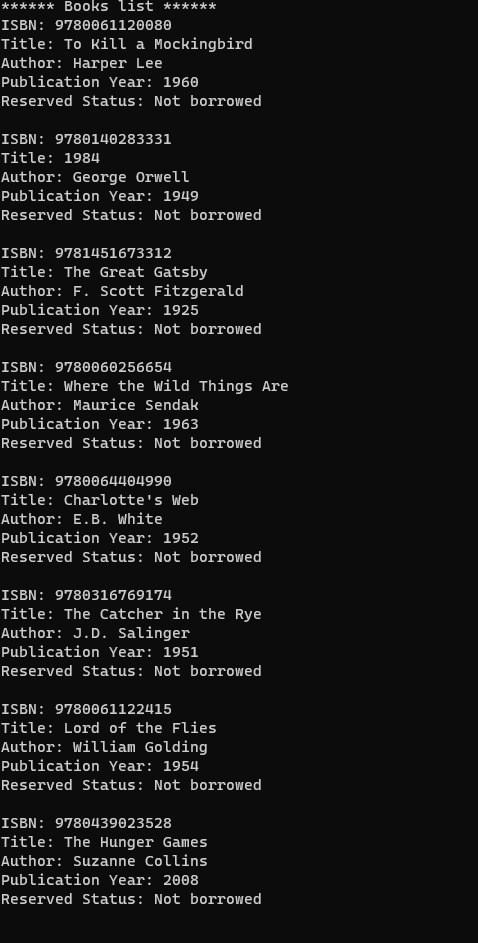 ****** Books list ******
ISBN: 9780061120080
Title: To Kill a Mockingbird
Author: Harper Lee
Publication Year: 1960
Reserved Status: Not borrowed

ISBN: 9780140283331
Title: 1984
Author: George Orwell
Publication Year: 1949
Reserved Status: Not borrowed

ISBN: 9781451673312
Title: The Great Gatsby
Author: F. Scott Fitzgerald
Publication Year: 1925
Reserved Status: Not borrowed

ISBN: 9780060256654
Title: Where the Wild Things Are
Author: Maurice Sendak
Publication Year: 1963
Reserved Status: Not borrowed

ISBN: 9780064404990
Title: Charlotte's Web
Author: E.B. White
Publication Year: 1952
Reserved Status: Not borrowed

ISBN: 9780316769174
Title: The Catcher in the Rye
Author: J.D. Salinger
Publication Year: 1951
Reserved Status: Not borrowed

ISBN: 9780061122415
Title: Lord of the Flies
Author: William Golding
Publication Year: 1954
Reserved Status: Not borrowed

ISBN: 9780439023528
Title: The Hunger Games
Author: Suzanne Collins
Publication Year: 2008
Reserved Status: Not borrowed